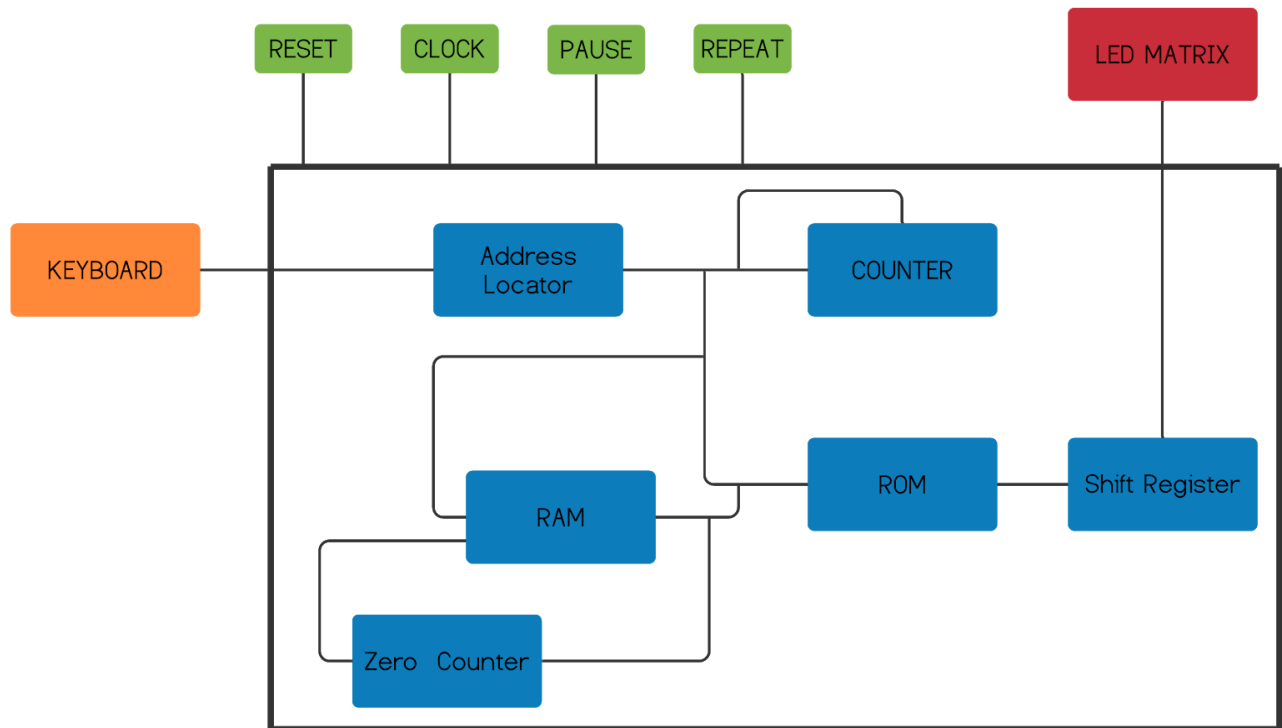 RESET
CLOCK
PAUSE
REPEAT
LED MATRIX
KEYBOARD
Address
Locator
COUNTER
RAM
ROM
Shift Register
Zero Counter